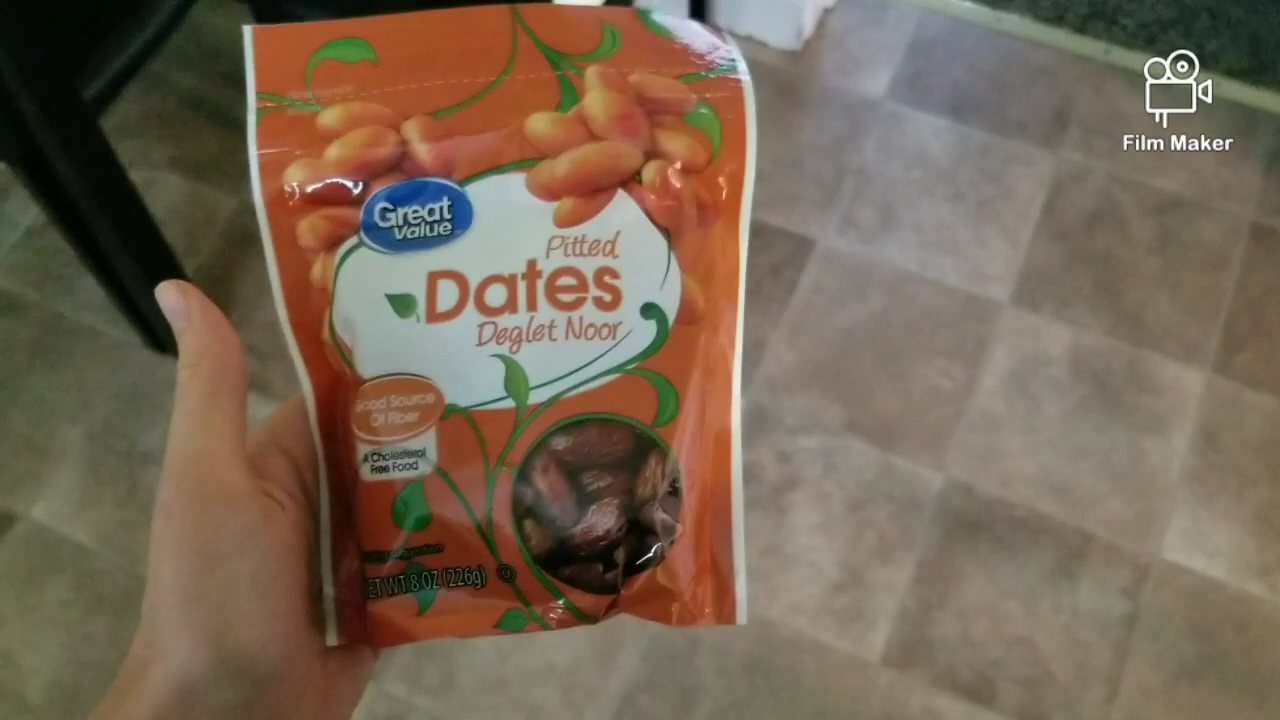 Film Maker
Great
Value
Pitted
Dates
Deglet Noor
Good Source
Of Fiber
A Cholesterol
Free Food
ET WT 8 OZ (226g)